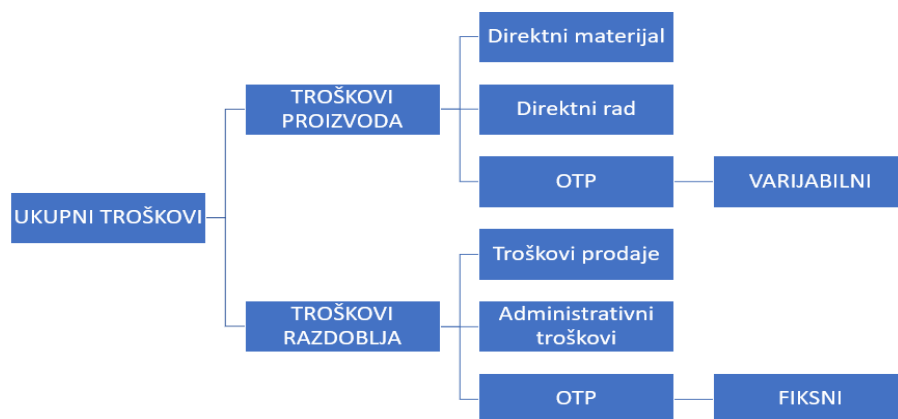 UKUPNI TROŠKOVI
TROŠKOVI
PROIZVODA
Direktni materijal
Direktni rad
OTP
VARIJABILNI
TROŠKOVI
RAZDOBLJA
Troškovi prodaje
Administrativni
troškovi
OTP
FIKSNI